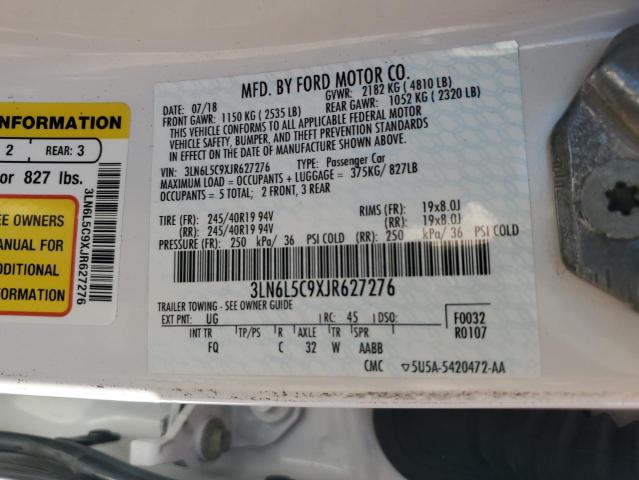 NFORMATION
2 REAR: 3
or 827 lbs.
3LN6L5C9XJR627276
EE OWNERS
ANUAL FOR
ADDITIONAL
NFORMATION
MFD. BY FORD MOTOR CO.
DATE: 07/18 GVWR: 2182 KG ( 4810 LB)
FRONT GAWR: 1150 KG ( 2535 LB) REAR GAWR: 1052 KG ( 2320 LB)
THIS VEHICLE CONFORMS TO ALL APPLICABLE FEDERAL MOTOR
VEHICLE SAFETY, BUMPER, AND THEFT PREVENTION STANDARDS
IN EFFECT ON THE DATE OF MANUFACTURE SHOWN ABOVE.
VIN: 3LN6L5C9XJR627276 TYPE: Passenger Car
MAXIMUM LOAD = OCCUPANTS + LUGGAGE = 375KG/ 827LB
OCCUPANTS = 5 TOTAL; 2 FRONT, 3 REAR
TIRE (FR): 245/40R19 94V RIMS (FR): 19x8.0J
(RR): 245/40R19 94V (RR): 19x8.0J
PRESSURE (FR): 250 kPa/ 36 PSI COLD (RR) 250 kPa/ 36 PSI COLD
3LN6L5C9XJR627276
TRAILER TOWING - SEE OWNER GUIDE
EXT PNT: UG RC: 45 DSO: F0032
INT TR TP/PS R AXLE TR SPR R0107
FQ C 32 W AABB
CMC ▽5U5A-5420472-AA